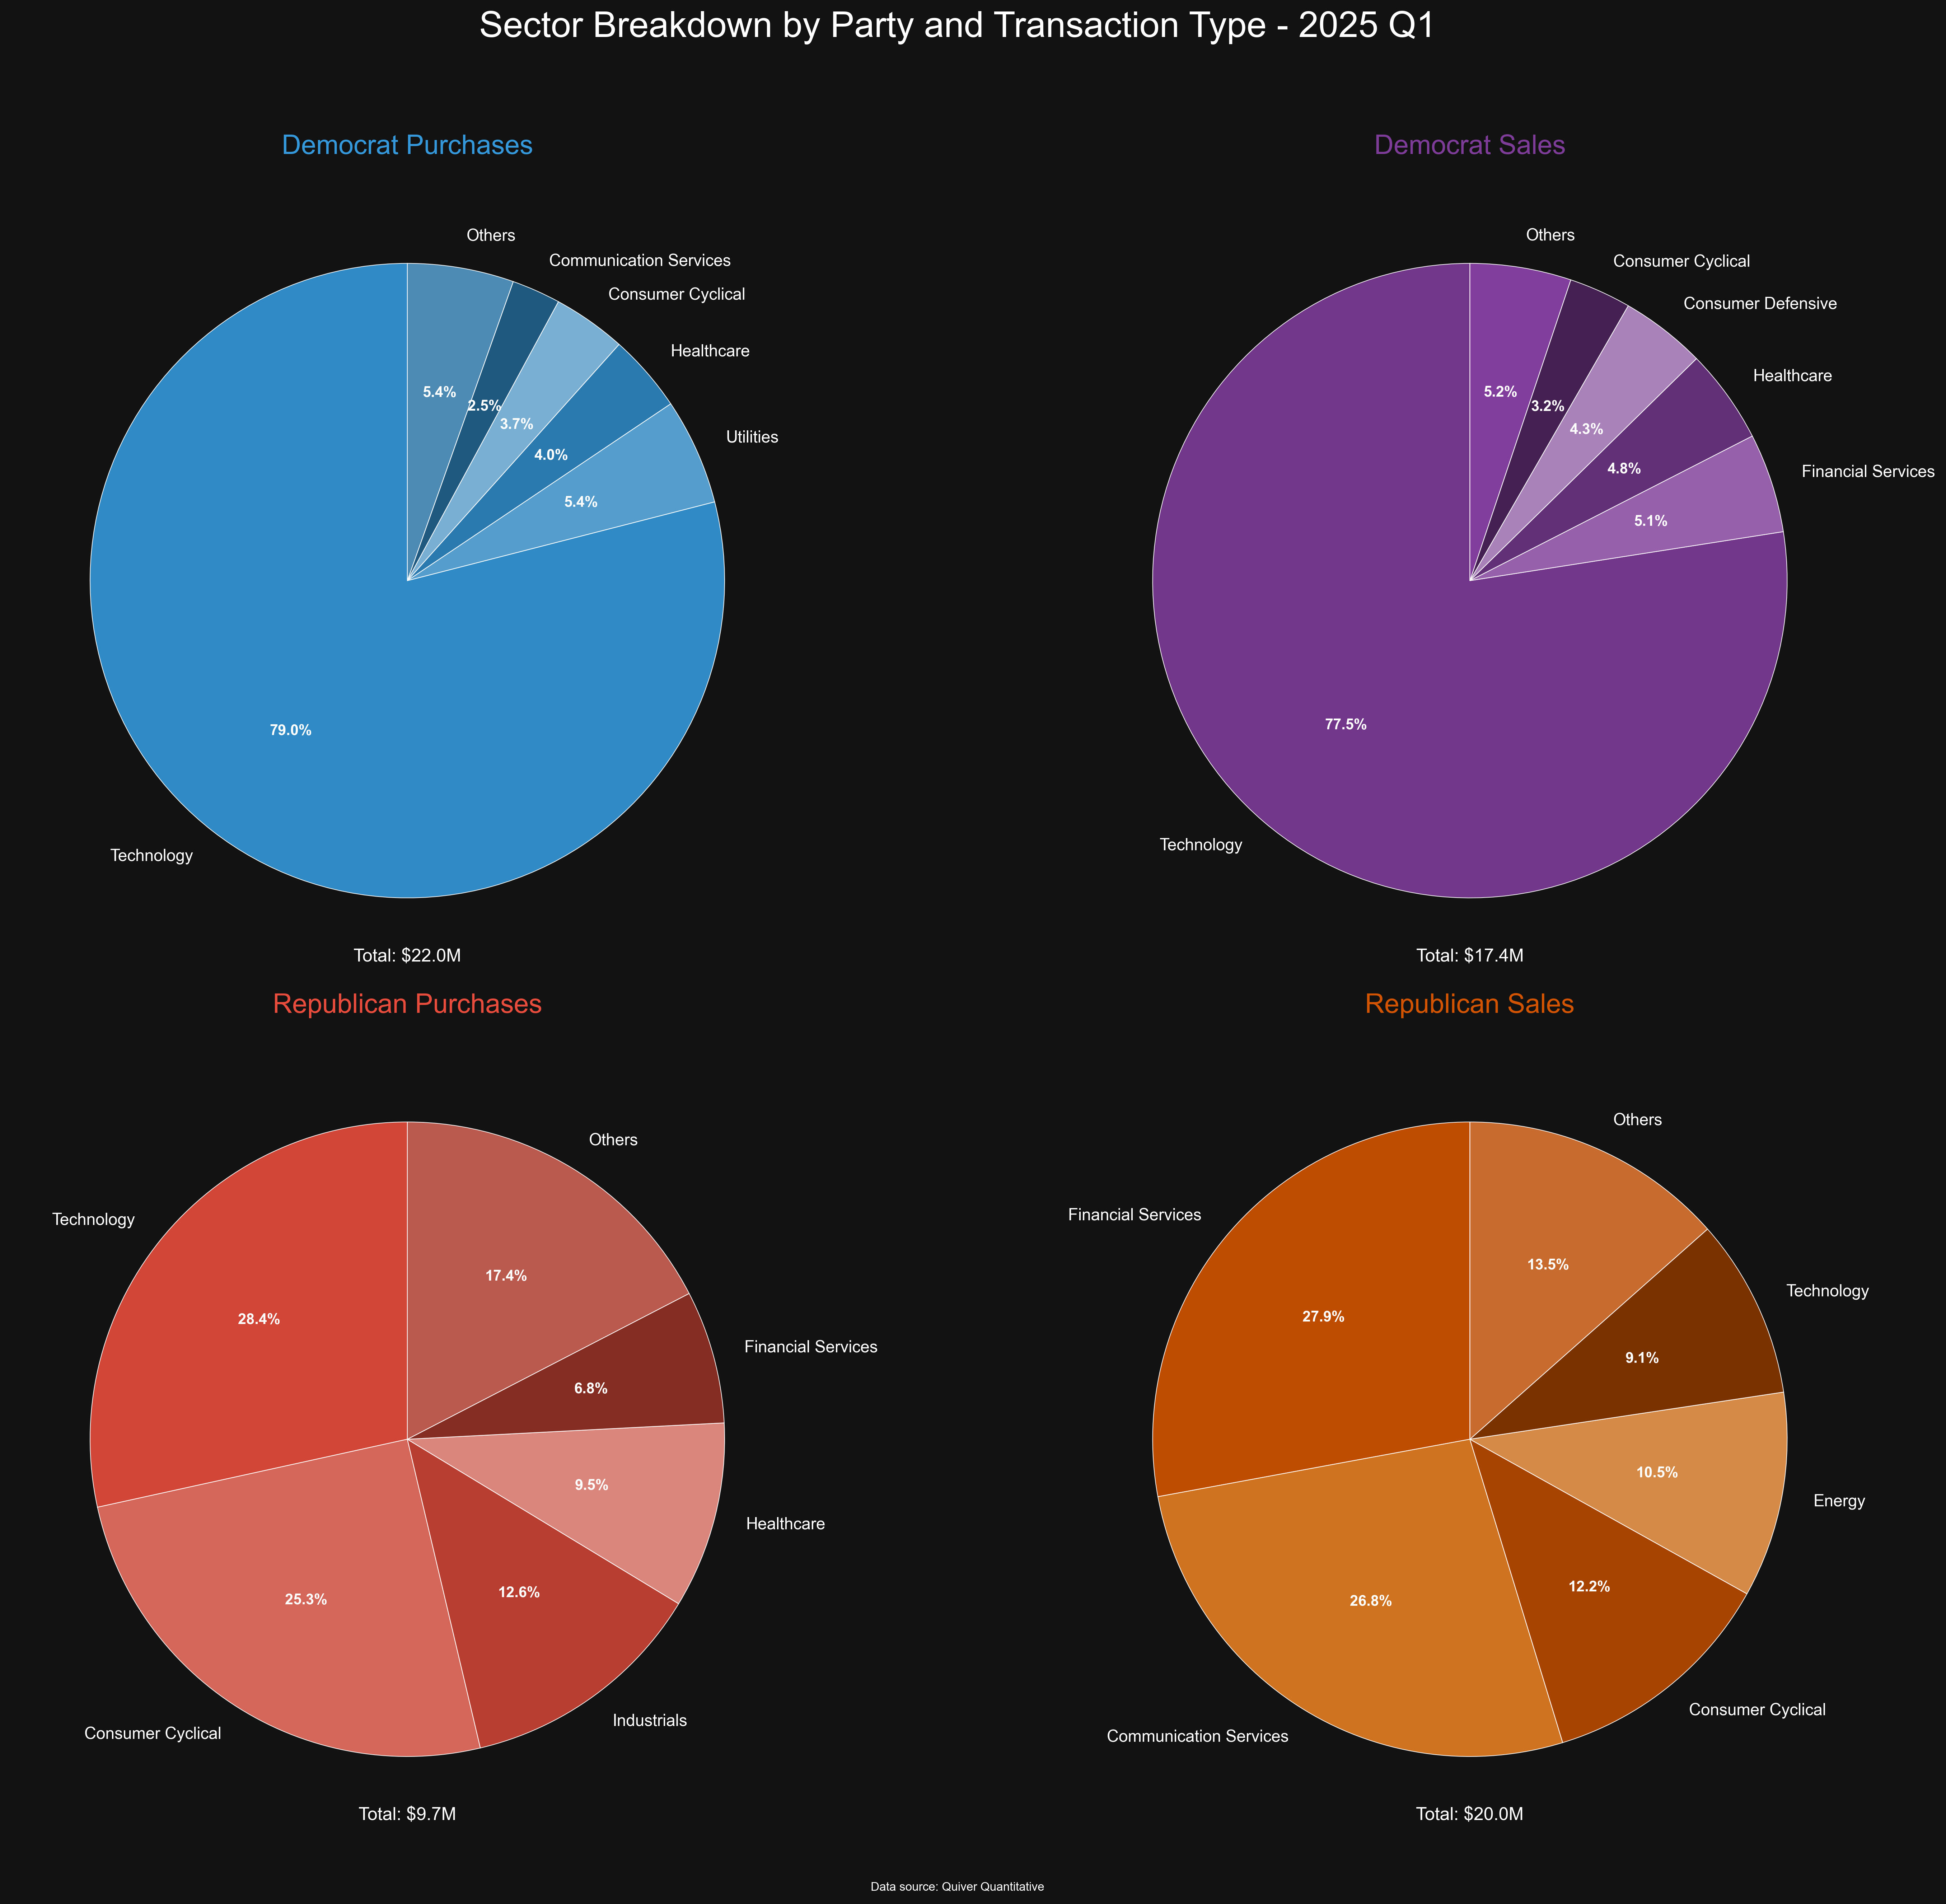 Sector Breakdown by Party and Transaction Type - 2025 Q1
Democrat Purchases
Others
Communication Services
Consumer Cyclical
Healthcare
Utilities
Technology
5.4%
2.5%
3.7%
4.0%
5.4%
79.0%
Total: $22.0M
Democrat Sales
Others
Consumer Cyclical
Consumer Defensive
Healthcare
Financial Services
Technology
5.2%
3.2%
4.3%
4.8%
5.1%
77.5%
Total: $17.4M
Republican Purchases
Others
Technology
Financial Services
Healthcare
Industrials
Consumer Cyclical
17.4%
28.4%
6.8%
9.5%
12.6%
25.3%
Total: $9.7M
Republican Sales
Others
Financial Services
Technology
Energy
Consumer Cyclical
Communication Services
13.5%
27.9%
9.1%
10.5%
12.2%
26.8%
Total: $20.0M
Data source: Quiver Quantitative